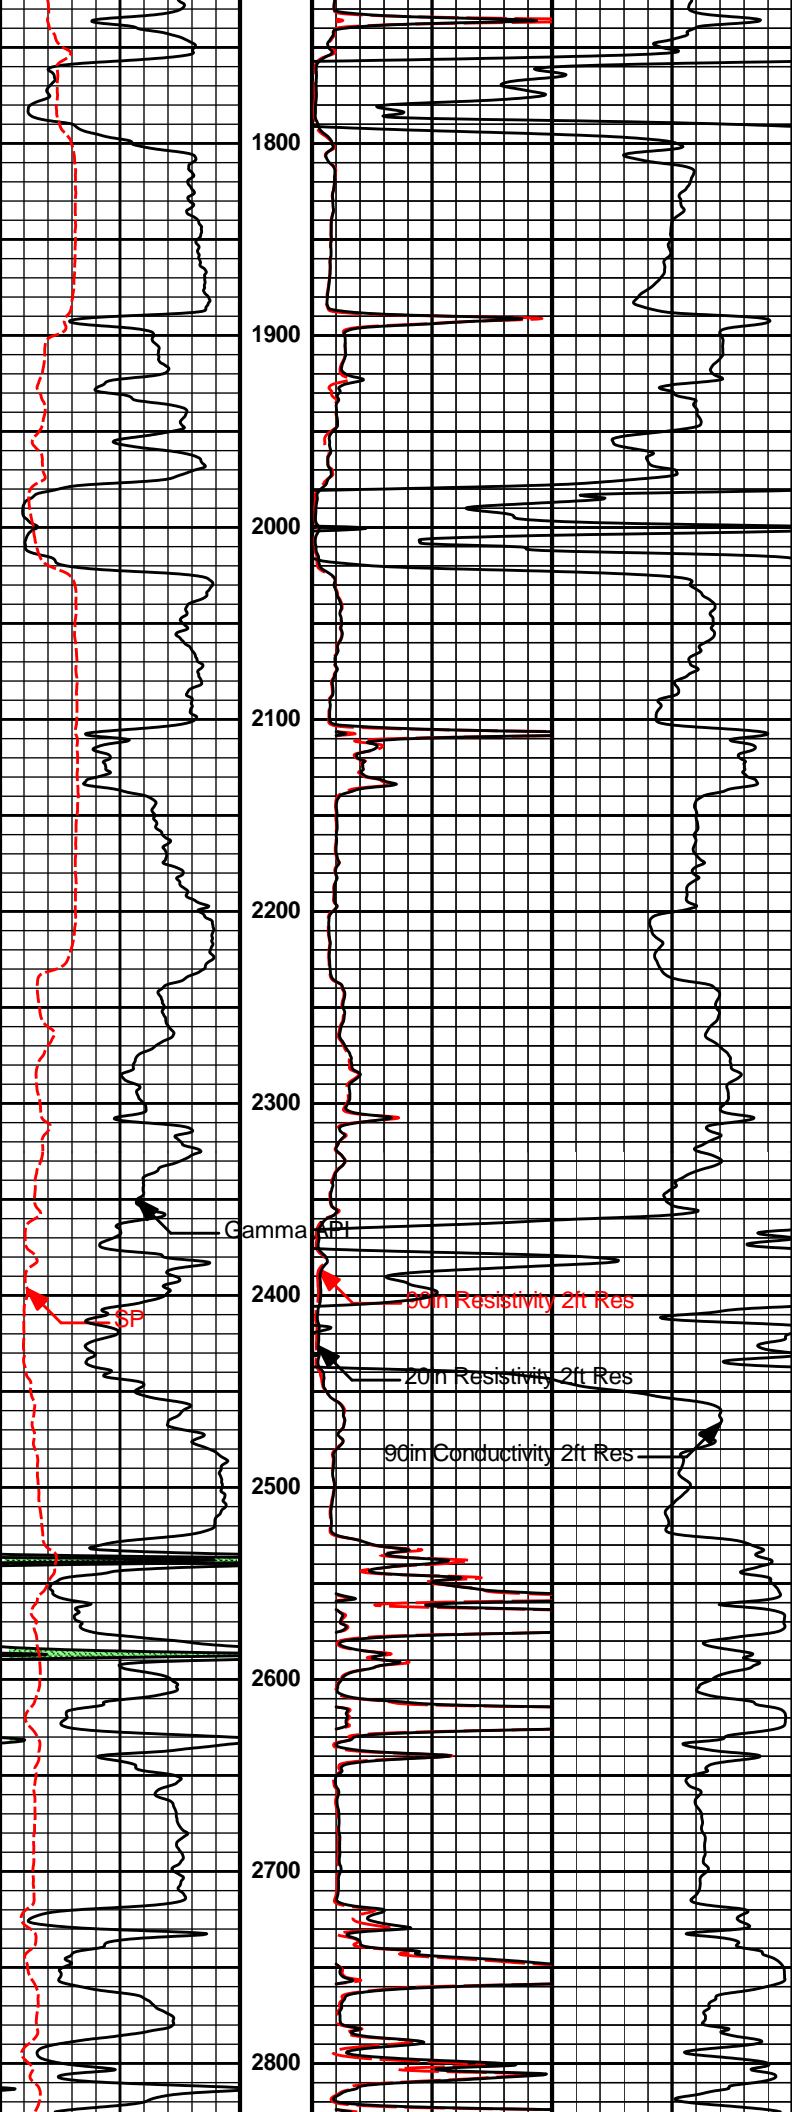 1800
1900
2000
2100
2200
2300
Gamma API
2400
90in Resistivity 2ft Res
SP
20in Resistivity 2ft Res
90in Conductivity 2ft Res
2500
2600
2700
2800